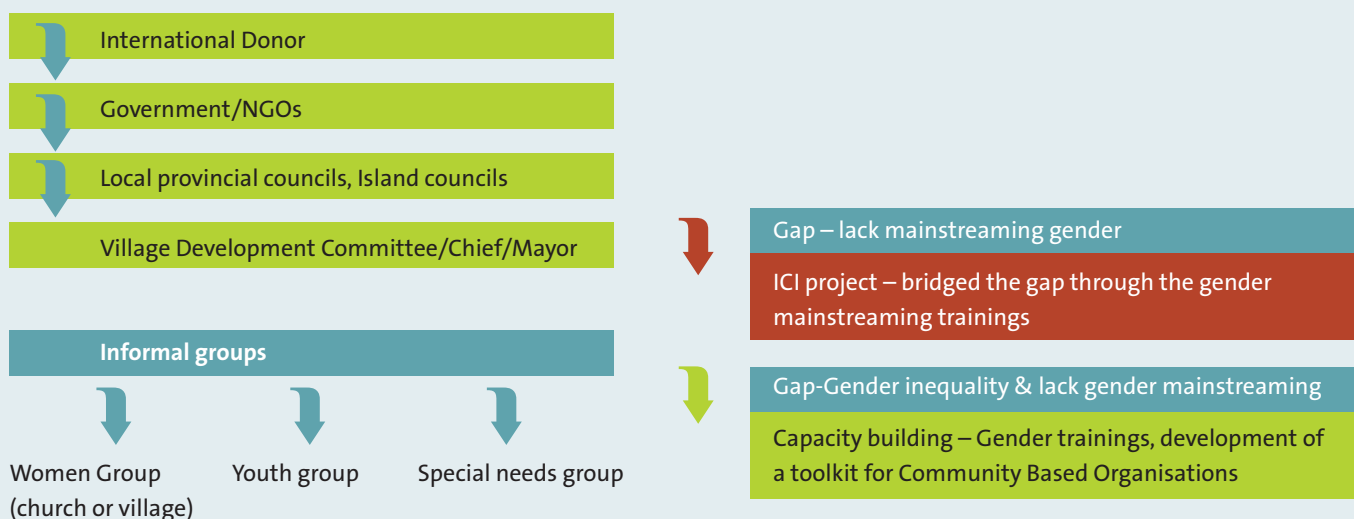 International Donor
Government/NGOs
Local provincial councils, Island councils
Village Development Committee/Chief/Mayor
Informal groups
Women Group
(church or village)
Youth group
Special needs group
Gap – lack mainstreaming gender
ICI project – bridged the gap through the gender
mainstreaming trainings
Gap-Gender inequality & lack gender mainstreaming
Capacity building – Gender trainings, development of
a toolkit for Community Based Organisations